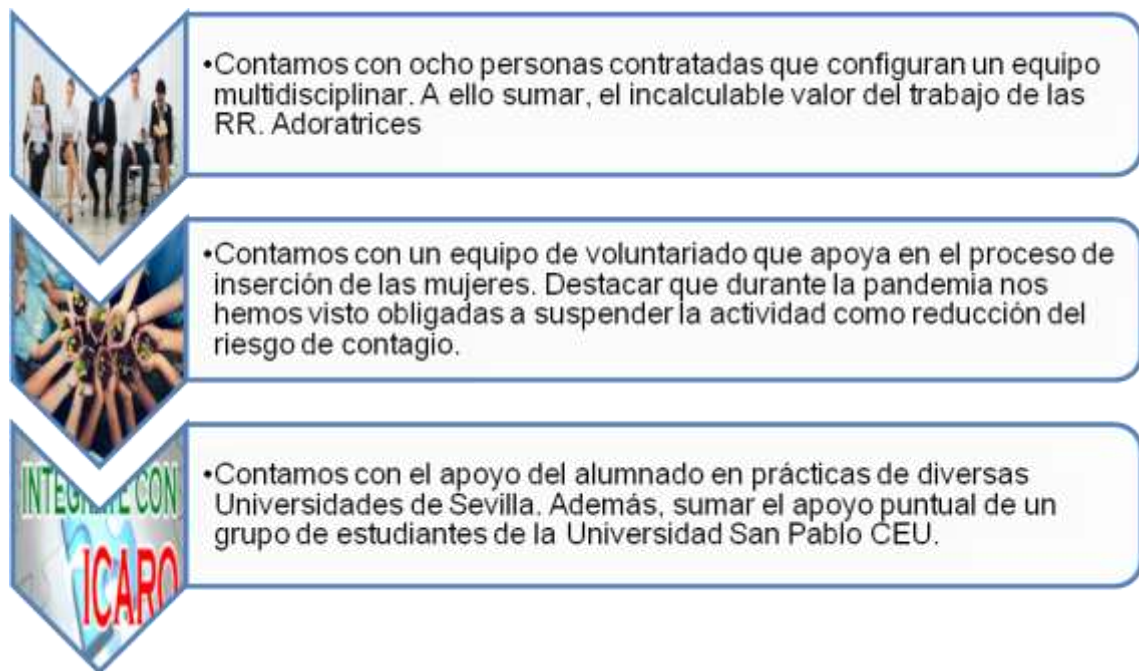 •Contamos con ocho personas contratadas que configuran un equipo
multidisciplinar. A ello sumar, el incalculable valor del trabajo de las
RR. Adoratrices
•Contamos con un equipo de voluntariado que apoya en el proceso de
inserción de las mujeres. Destacar que durante la pandemia nos
hemos visto obligadas a suspender la actividad como reducción del
riesgo de contagio.
INTEGRATE CON
ICARO
•Contamos con el apoyo del alumnado en prácticas de diversas
Universidades de Sevilla. Además, sumar el apoyo puntual de un
grupo de estudiantes de la Universidad San Pablo CEU.